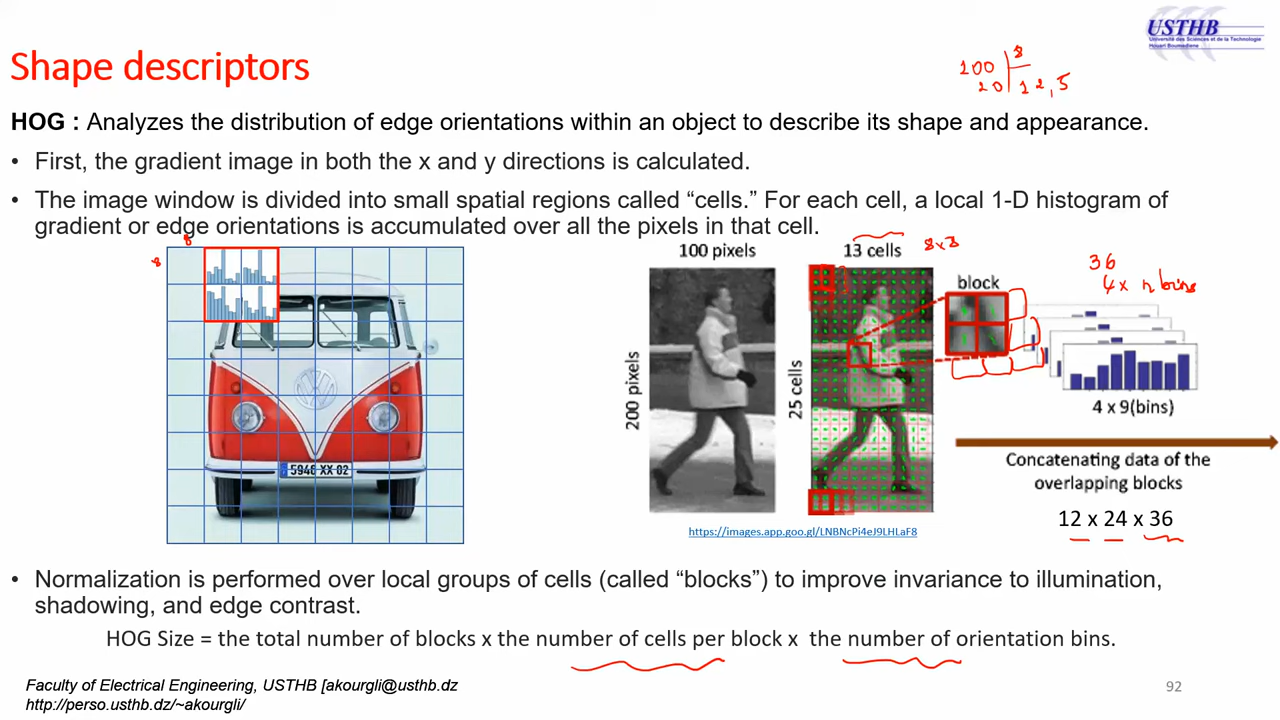 USTHB
Université des Sciences et de la Technologie
Houari Boumediene
Shape descriptors
100 | 8
20 | 12,5
HOG : Analyzes the distribution of edge orientations within an object to describe its shape and appearance.
• First, the gradient image in both the x and y directions is calculated.
• The image window is divided into small spatial regions called “cells.” For each cell, a local 1-D histogram of
gradient or edge orientations is accumulated over all the pixels in that cell.
8
8
100 pixels
13 cells
8x8
36
4 x n bins
block
200 pixels
25 cells
4 x 9(bins)
Concatenating data of the
overlapping blocks
12 x 24 x 36
5948 XX 02
https://images.app.goo.gl/LNBNcPi4eJ9LHLaF8
• Normalization is performed over local groups of cells (called “blocks”) to improve invariance to illumination,
shadowing, and edge contrast.
HOG Size = the total number of blocks x the number of cells per block x the number of orientation bins.
Faculty of Electrical Engineering, USTHB [akourgli@usthb.dz
http://perso.usthb.dz/~akourgli/
92